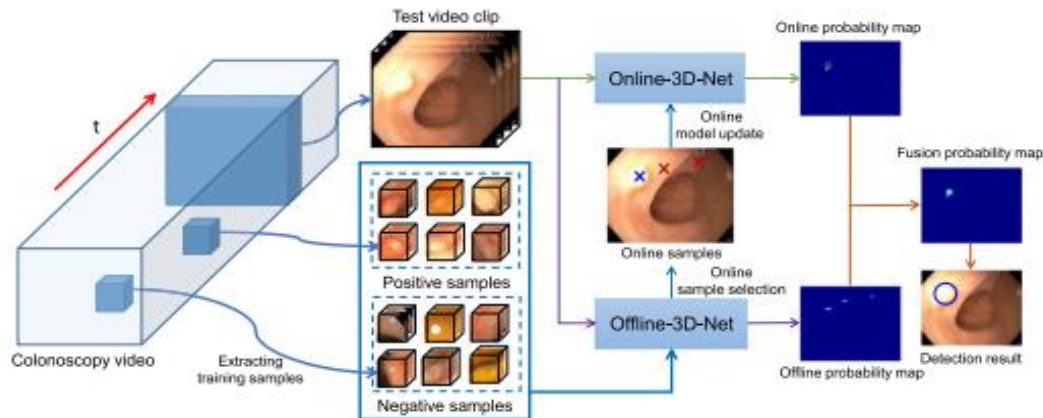 Test video clip
Online probability map
t
Online-3D-Net
Online
model update
Fusion probability map
Online samples
Positive samples
Online
sample selection
Offline-3D-Net
Colonoscopy video
Extracting
training samples
Detection result
Offline probability map
Negative samples